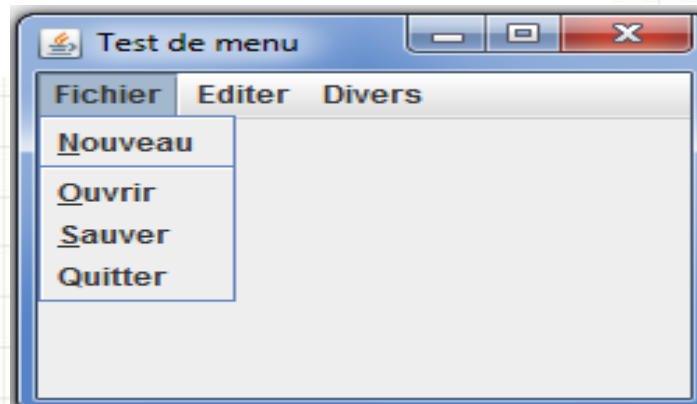 Test de menu
Fichier Editer Divers
Nouveau
Ouvrir
Sauver
Quitter